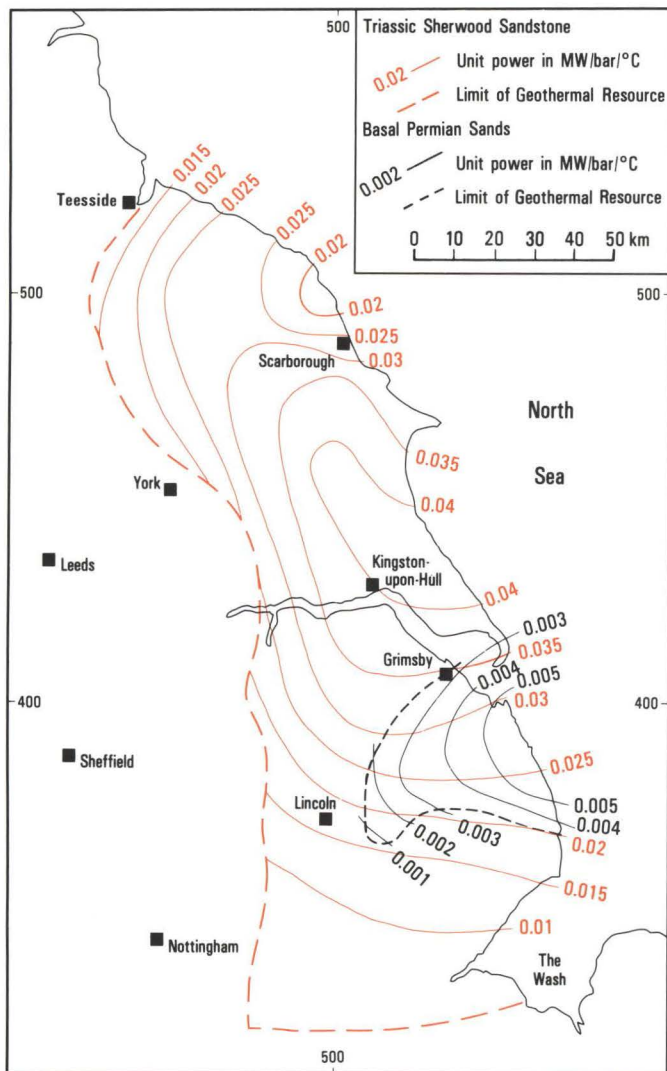 500
Triassic Sherwood Sandstone
0.02
Unit power in MW/bar/°C
Limit of Geothermal Resource
Basal Permian Sands
0.002
Unit power in MW/bar/°C
Limit of Geothermal Resource
0 10 20 30 40 50 km
0.015
0.02
0.025
Teesside
0.025
0.02
500
500
0.02
0.025
0.03
Scarborough
North
Sea
0.035
York
0.04
Leeds
Kingston-
upon-Hull
0.04
0.003
0.035
Grimsby
0.004
0.005
0.03
400
400
Sheffield
0.025
Lincoln
0.005
0.004
0.02
0.003
0.002
0.001
0.015
0.01
Nottingham
The
Wash
500